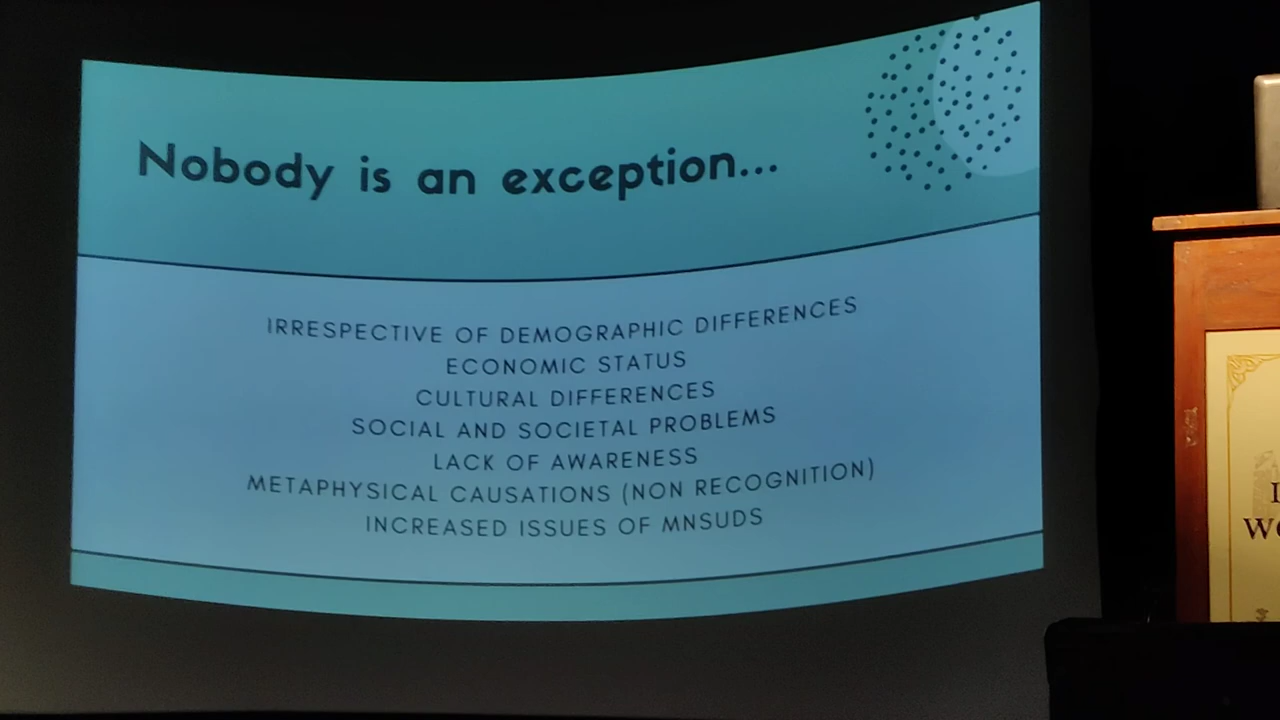 Nobody is an exception...
IRRESPECTIVE OF DEMOGRAPHIC DIFFERENCES
ECONOMIC STATUS
CULTURAL DIFFERENCES
SOCIAL AND SOCIETAL PROBLEMS
LACK OF AWARENESS
METAPHYSICAL CAUSATIONS (NON RECOGNITION)
INCREASED ISSUES OF MNSUDS